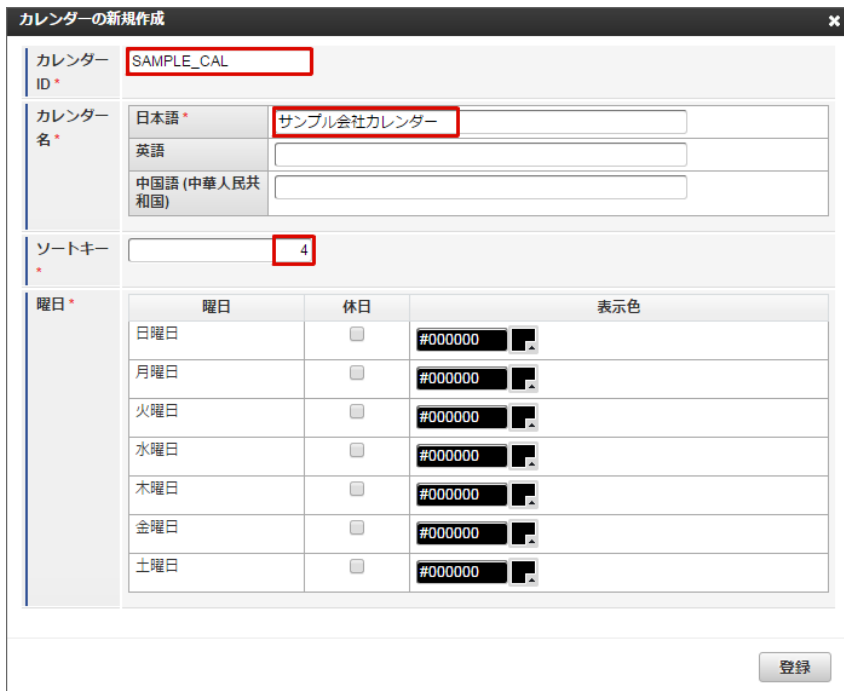 カレンダーの新規作成
カレンダー
ID *
SAMPLE_CAL
カレンダー
名 *
日本語 *
サンプル会社カレンダー
英語
中国語 (中華人民共
和国)
ソートキー
*
4
曜日 *
曜日 休日 表示色
日曜日 #000000
月曜日 #000000
火曜日 #000000
水曜日 #000000
木曜日 #000000
金曜日 #000000
土曜日 #000000
登録